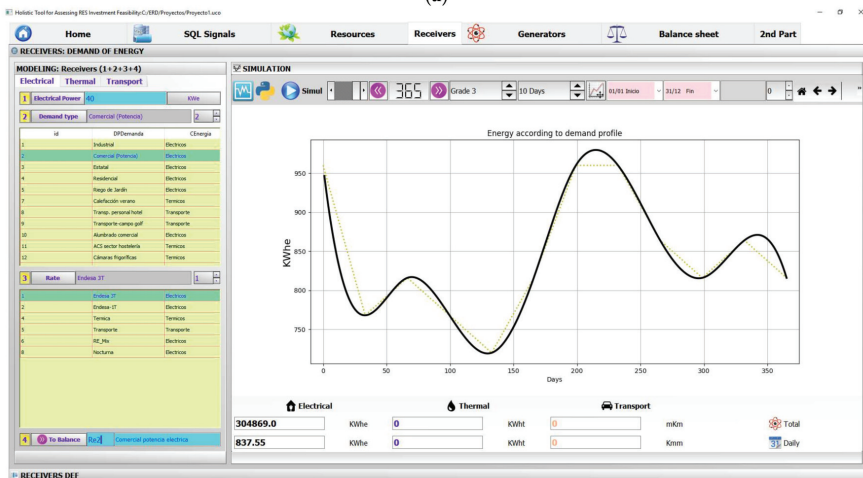 (a)
Holistic Tool for Assessing RES Investment Feasibility:C:/ERD/Proyectos/Proyecto1.uco
Home SQL Signals Resources Receivers Generators Balance sheet 2nd Part
RECEIVERS: DEMAND OF ENERGY
MODELING: Receivers (1+2+3+4)
Electrical Thermal Transport
1 Electrical Power 40 KWe
2 Demand type Comercial (Potencia) 2
id DPDemanda CEnergia
1 Industrial Electricos
2 Comercial (Potencia) Electricos
3 Estatal Electricos
4 Residencial Electricos
5 Riego de Jardín Electricos
7 Calefacción verano Termicos
8 Transp. personal hotel Transporte
9 Transporte-campo golf Transporte
10 Alumbrado comercial Electricos
11 ACS sector hosteleria Termicos
12 Cámaras frigoríficas Termicos
3 Rate Endesa 3T 1
1 Endesa 3T Electricos
2 Endesa-1T Electricos
4 Termica Termicos
5 Transporte Transporte
6 RE_Mix Electricos
8 Nocturna Electricos
4 To Balance Re2 Comercial potencia electrica
SIMULATION
Simul 365 Grade 3 10 Days 01/01 Inicio 31/12 Fin 0
Energy according to demand profile
KWhe
950
900
850
800
750
0 50 100 150 200 250 300 350
Days
Electrical Thermal Transport
304869.0 KWhe 0 KWht 0 mKm Total
837.55 KWhe 0 KWht 0 Kmm 31 Daily
RECEIVERS DEF